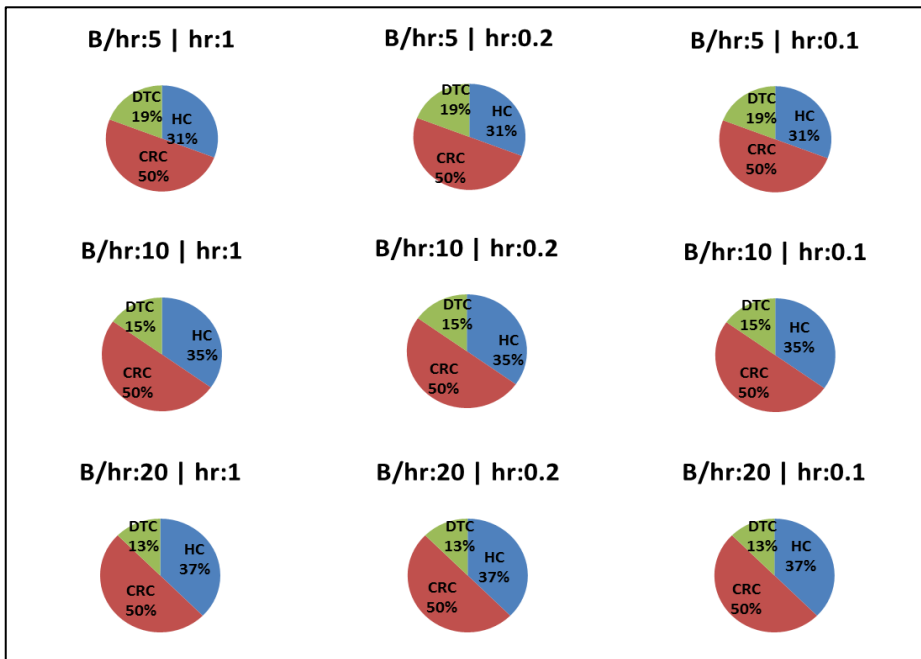 B/hr:5 | hr:1
DTC
19%
HC
31%
CRC
50%
B/hr:5 | hr:0.2
DTC
19%
HC
31%
CRC
50%
B/hr:5 | hr:0.1
DTC
19%
HC
31%
CRC
50%
B/hr:10 | hr:1
DTC
15%
HC
35%
CRC
50%
B/hr:10 | hr:0.2
DTC
15%
HC
35%
CRC
50%
B/hr:10 | hr:0.1
DTC
15%
HC
35%
CRC
50%
B/hr:20 | hr:1
DTC
13%
HC
37%
CRC
50%
B/hr:20 | hr:0.2
DTC
13%
HC
37%
CRC
50%
B/hr:20 | hr:0.1
DTC
13%
HC
37%
CRC
50%